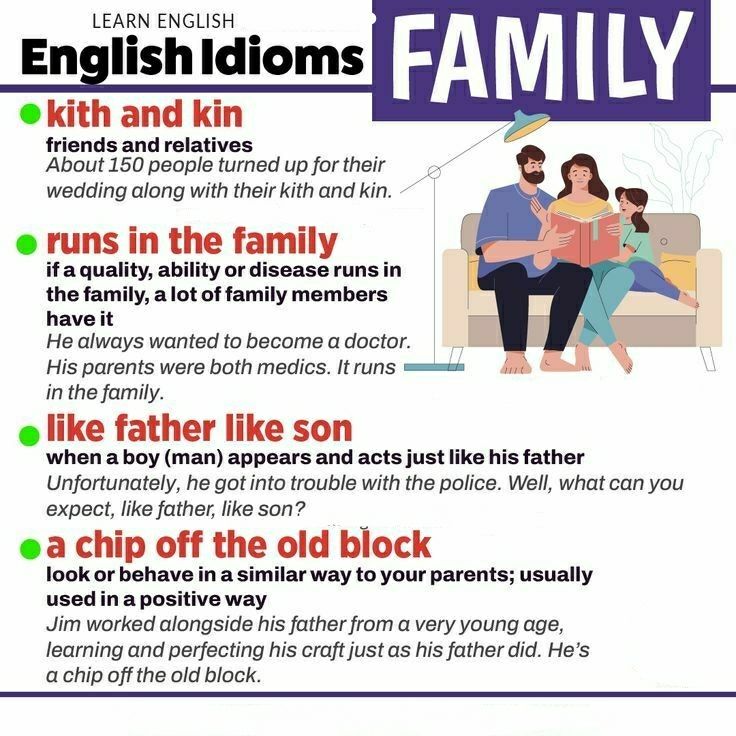 LEARN ENGLISH
English Idioms
FAMILY
kith and kin
friends and relatives
About 150 people turned up for their
wedding along with their kith and kin.
runs in the family
if a quality, ability or disease runs in
the family, a lot of family members
have it
He always wanted to become a doctor.
His parents were both medics. It runs
in the family.
like father like son
when a boy (man) appears and acts just like his father
Unfortunately, he got into trouble with the police. Well, what can you
expect, like father, like son?
a chip off the old block
look or behave in a similar way to your parents; usually
used in a positive way
Jim worked alongside his father from a very young age,
learning and perfecting his craft just as his father did. He's
a chip off the old block.